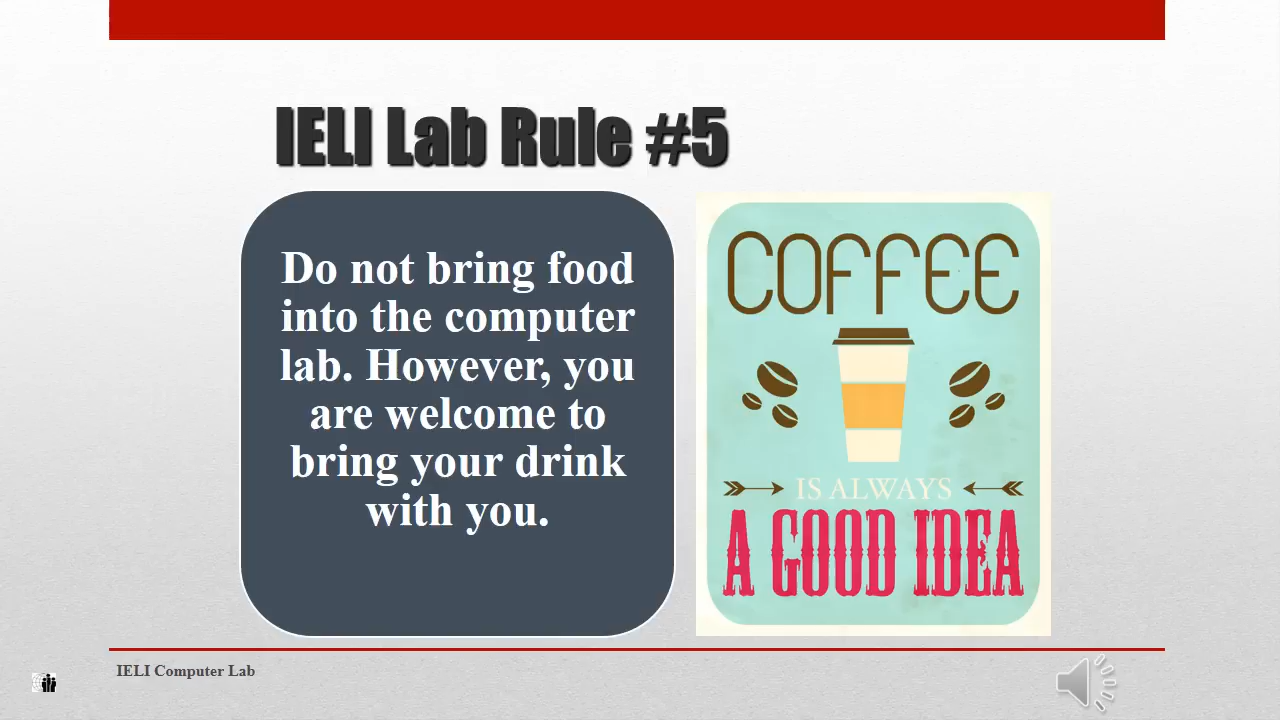 IELI Lab Rule #5
Do not bring food
into the computer
lab. However, you
are welcome to
bring your drink
with you.
COFFEE
IS ALWAYS
A GOOD IDEA
IELI Computer Lab